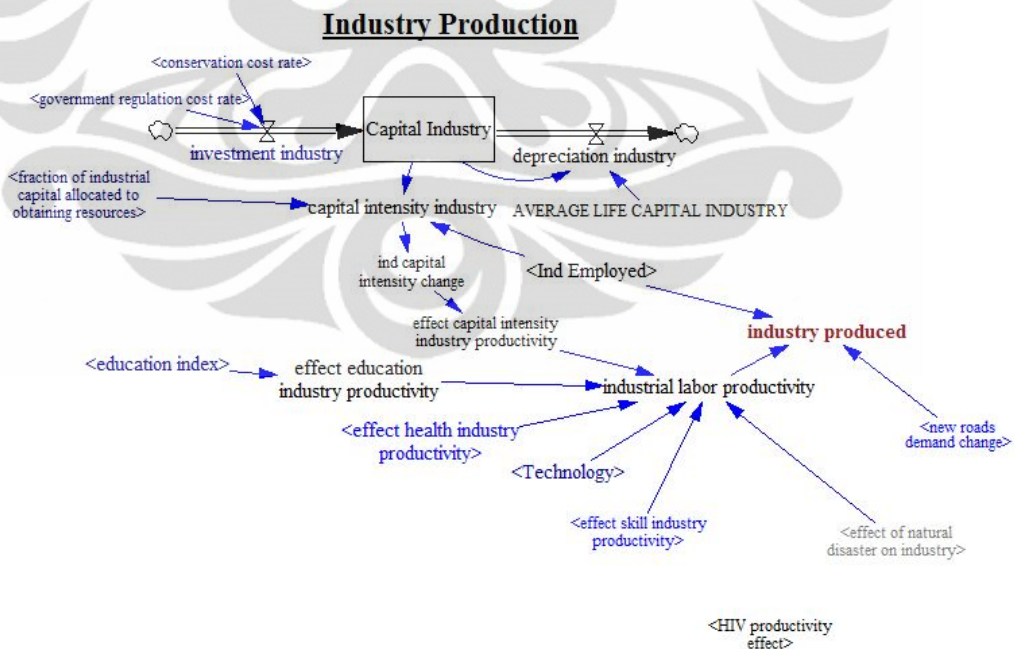 Industry Production
<conservation cost rate>
<government regulation cost rate>
Capital Industry
investment industry
depreciation industry
<fraction of industrial
capital allocated to
obtaining resources>
capital intensity industry
AVERAGE LIFE CAPITAL INDUSTRY
ind capital
intensity change
<Ind Employed>
effect capital intensity
industry productivity
industry produced
<education index>
effect education
industry productivity
industrial labor productivity
<effect health industry
productivity>
<new roads
demand change>
<Technology>
<effect skill industry
productivity>
<effect of natural
disaster on industry>
<HIV productivity
effect>